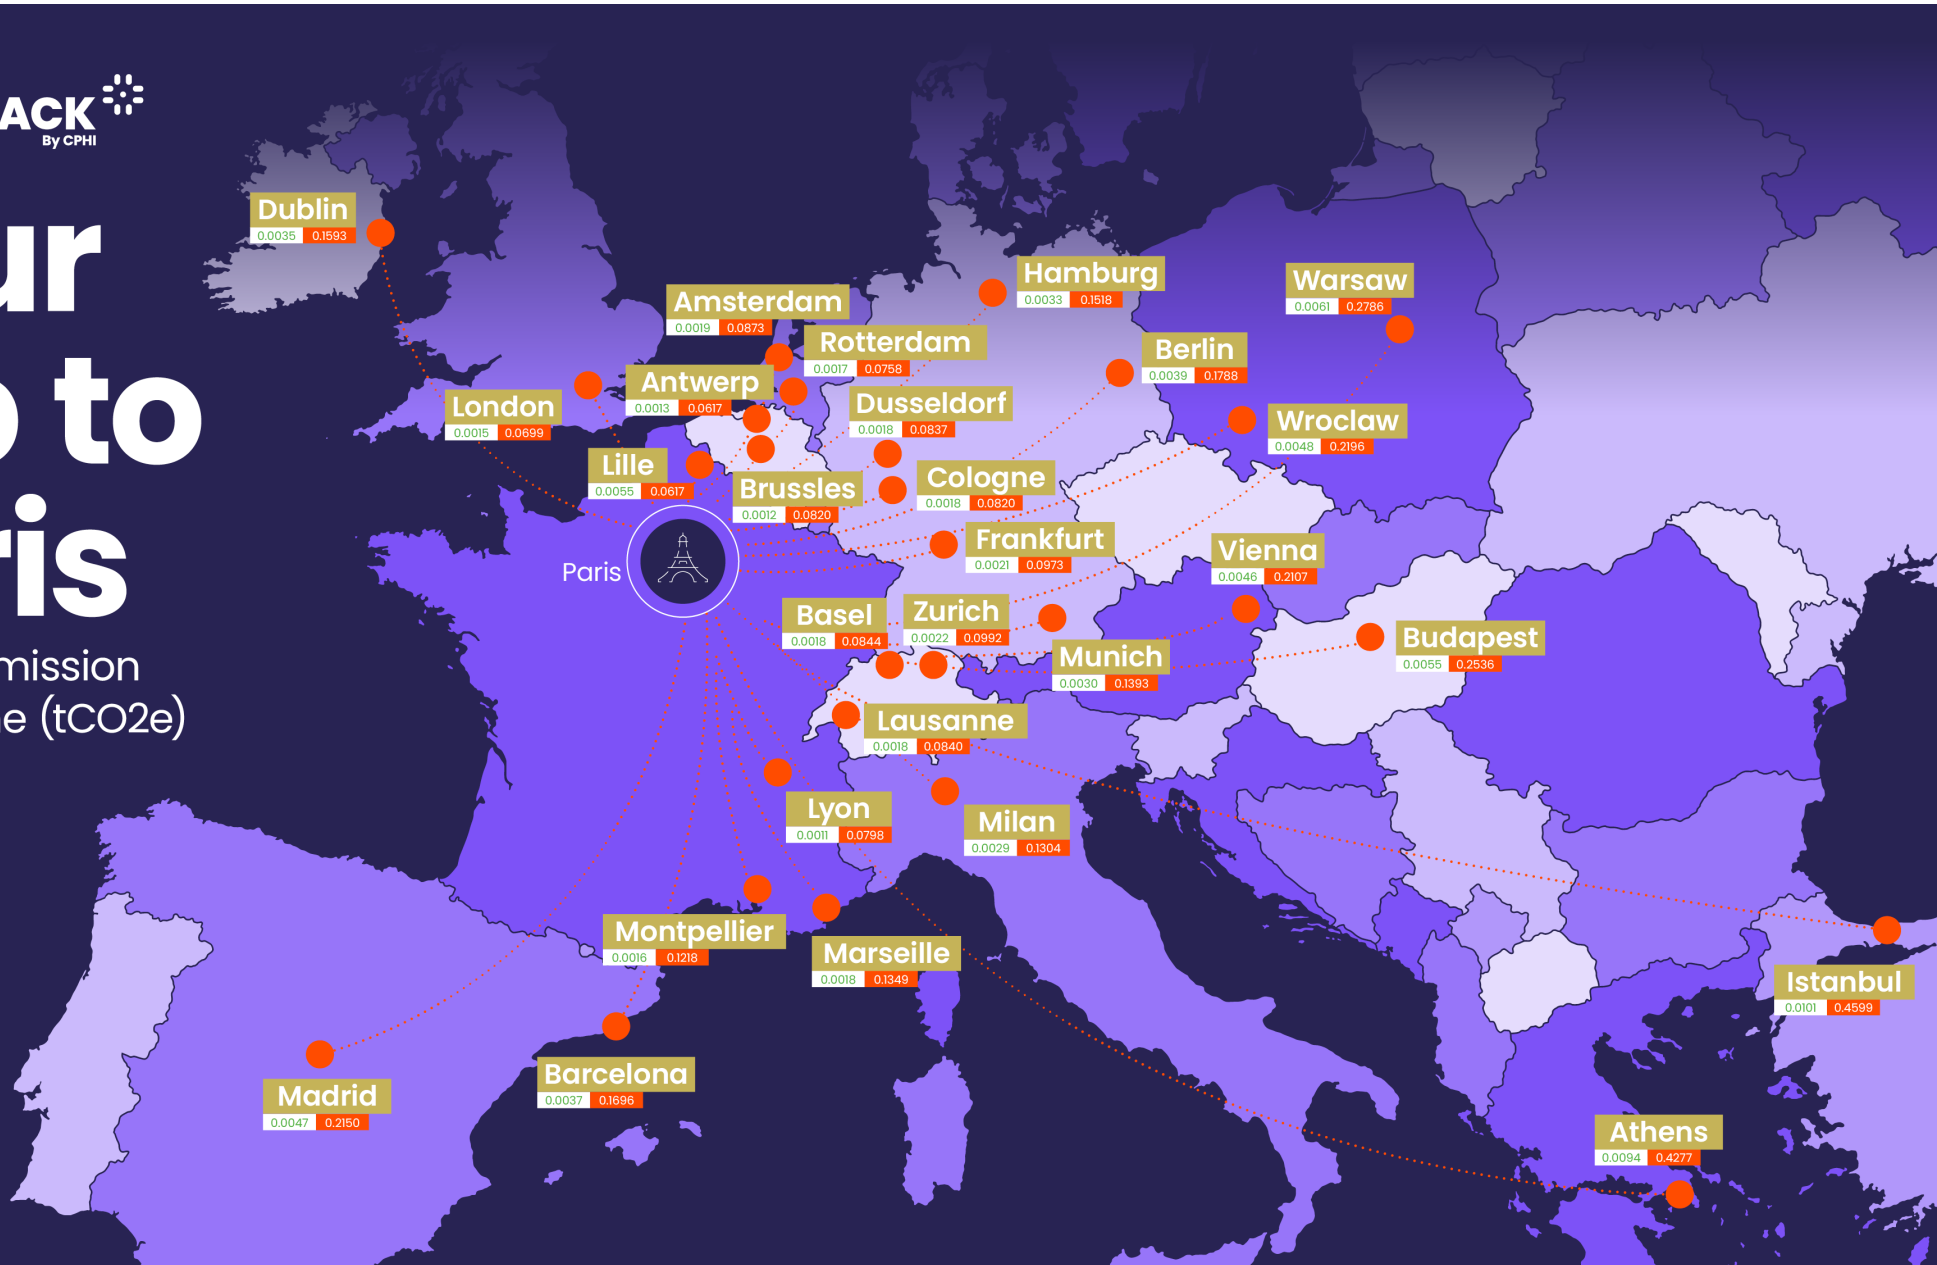 ACK
By CPHI
ur
to
ris
mission
e (tCO2e)
Dublin
0.0035 0.1593
Hamburg
0.0033 0.1518
Warsaw
0.0061 0.2786
Amsterdam
0.0019 0.0873
Rotterdam
0.0017 0.0758
Berlin
0.0039 0.1788
Antwerp
0.0013 0.0617
London
0.0015 0.0699
Dusseldorf
0.0018 0.0837
Wroclaw
0.0048 0.2196
Lille
0.0055 0.0617
Brussles
0.0012 0.0820
Cologne
0.0018 0.0820
Frankfurt
0.0021 0.0973
Vienna
0.0046 0.2107
Paris
Basel
0.0018 0.0844
Zurich
0.0022 0.0992
Munich
0.0030 0.1393
Budapest
0.0055 0.2536
Lausanne
0.0018 0.0840
Lyon
0.0011 0.0798
Milan
0.0029 0.1304
Montpellier
0.0016 0.1218
Marseille
0.0018 0.1349
Istanbul
0.0101 0.4599
Barcelona
0.0037 0.1696
Madrid
0.0047 0.2150
Athens
0.0094 0.4277